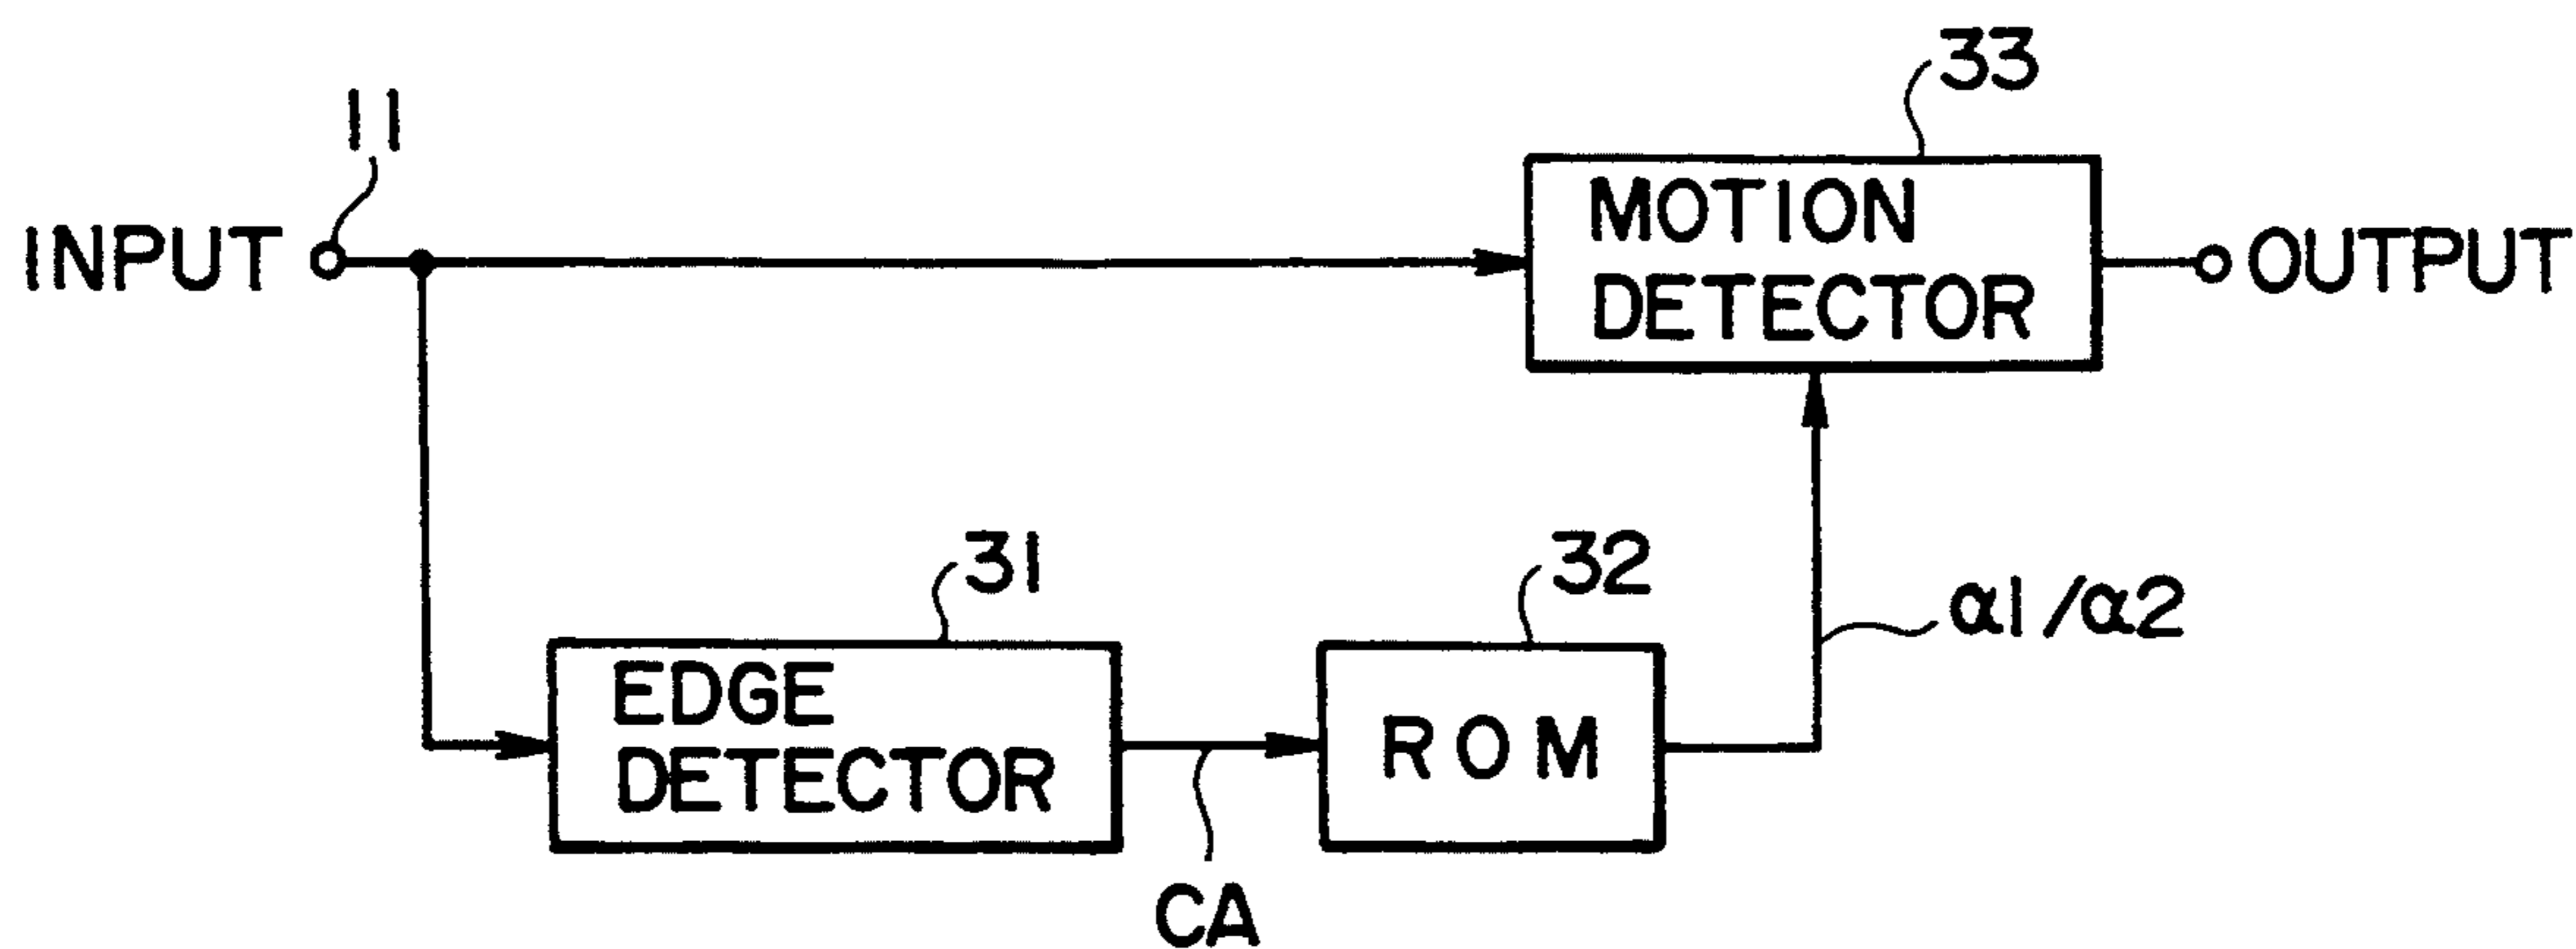 33
11
MOTION
DETECTOR
INPUT
OUTPUT
31
32
α1/α2
EDGE
DETECTOR
ROM
CA